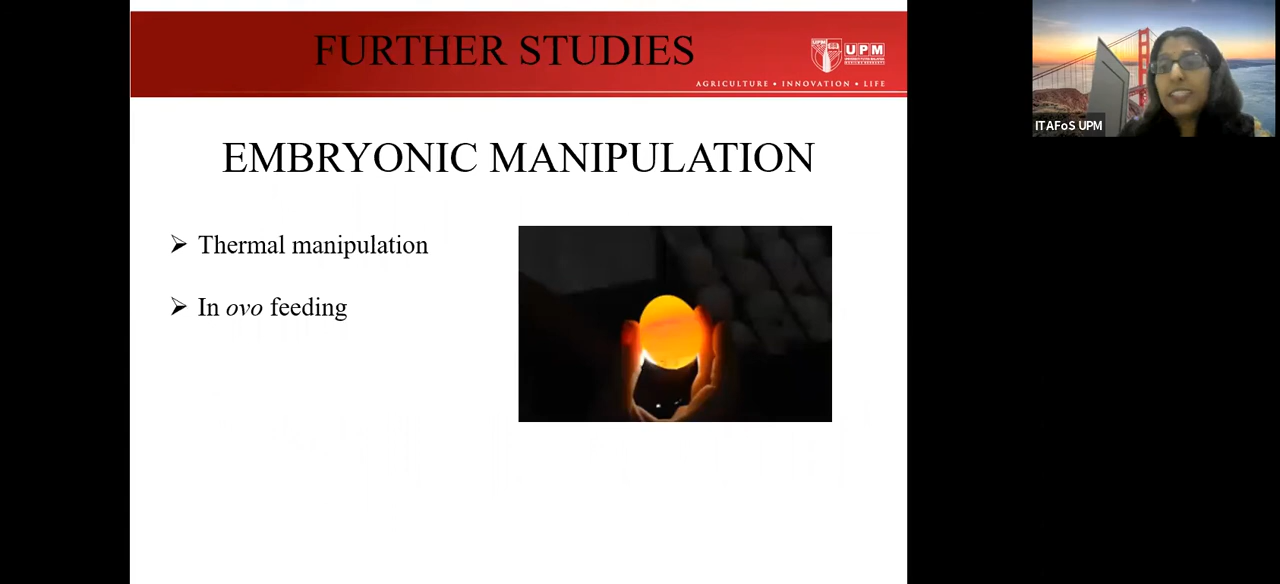 FURTHER STUDIES
UPM
AGRICULTURE • INNOVATION • LIFE
EMBRYONIC MANIPULATION
➢ Thermal manipulation
➢ In ovo feeding
ITAFoS UPM